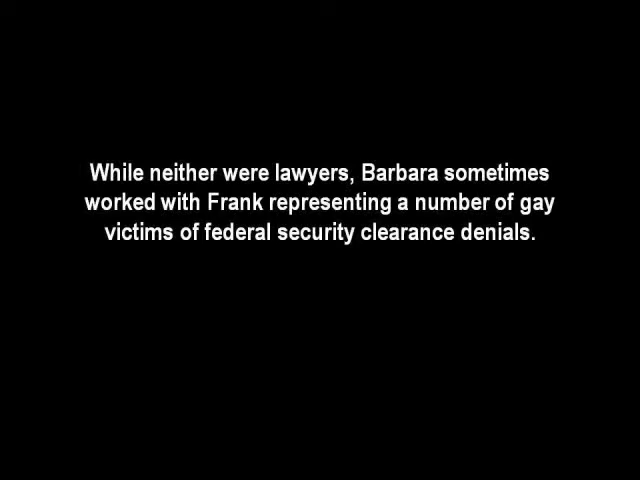 While neither were lawyers, Barbara sometimes
worked with Frank representing a number of gay
victims of federal security clearance denials.